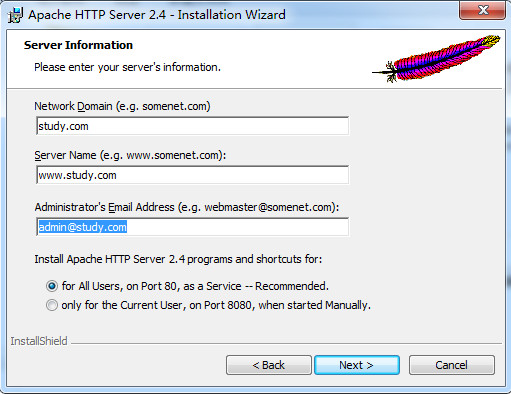 Apache HTTP Server 2.4 - Installation Wizard
Server Information
Please enter your server's information.
Network Domain (e.g. somenet.com)
study.com
Server Name (e.g. www.somenet.com):
www.study.com
Administrator's Email Address (e.g. webmaster@somenet.com):
admin@study.com
Install Apache HTTP Server 2.4 programs and shortcuts for:
for All Users, on Port 80, as a Service -- Recommended.
only for the Current User, on Port 8080, when started Manually.
InstallShield
< Back Next > Cancel